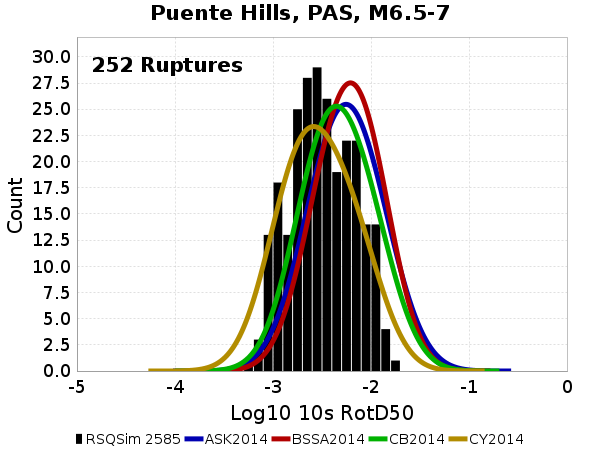 Puente Hills, PAS, M6.5-7
252 Ruptures
30.0
27.5
25.0
22.5
20.0
17.5
15.0
12.5
10.0
7.5
5.0
2.5
0.0
Count
-5 -4 -3 -2 -1 0
Log10 10s RotD50
RSQSim 2585 ASK2014 BSSA2014 CB2014 CY2014